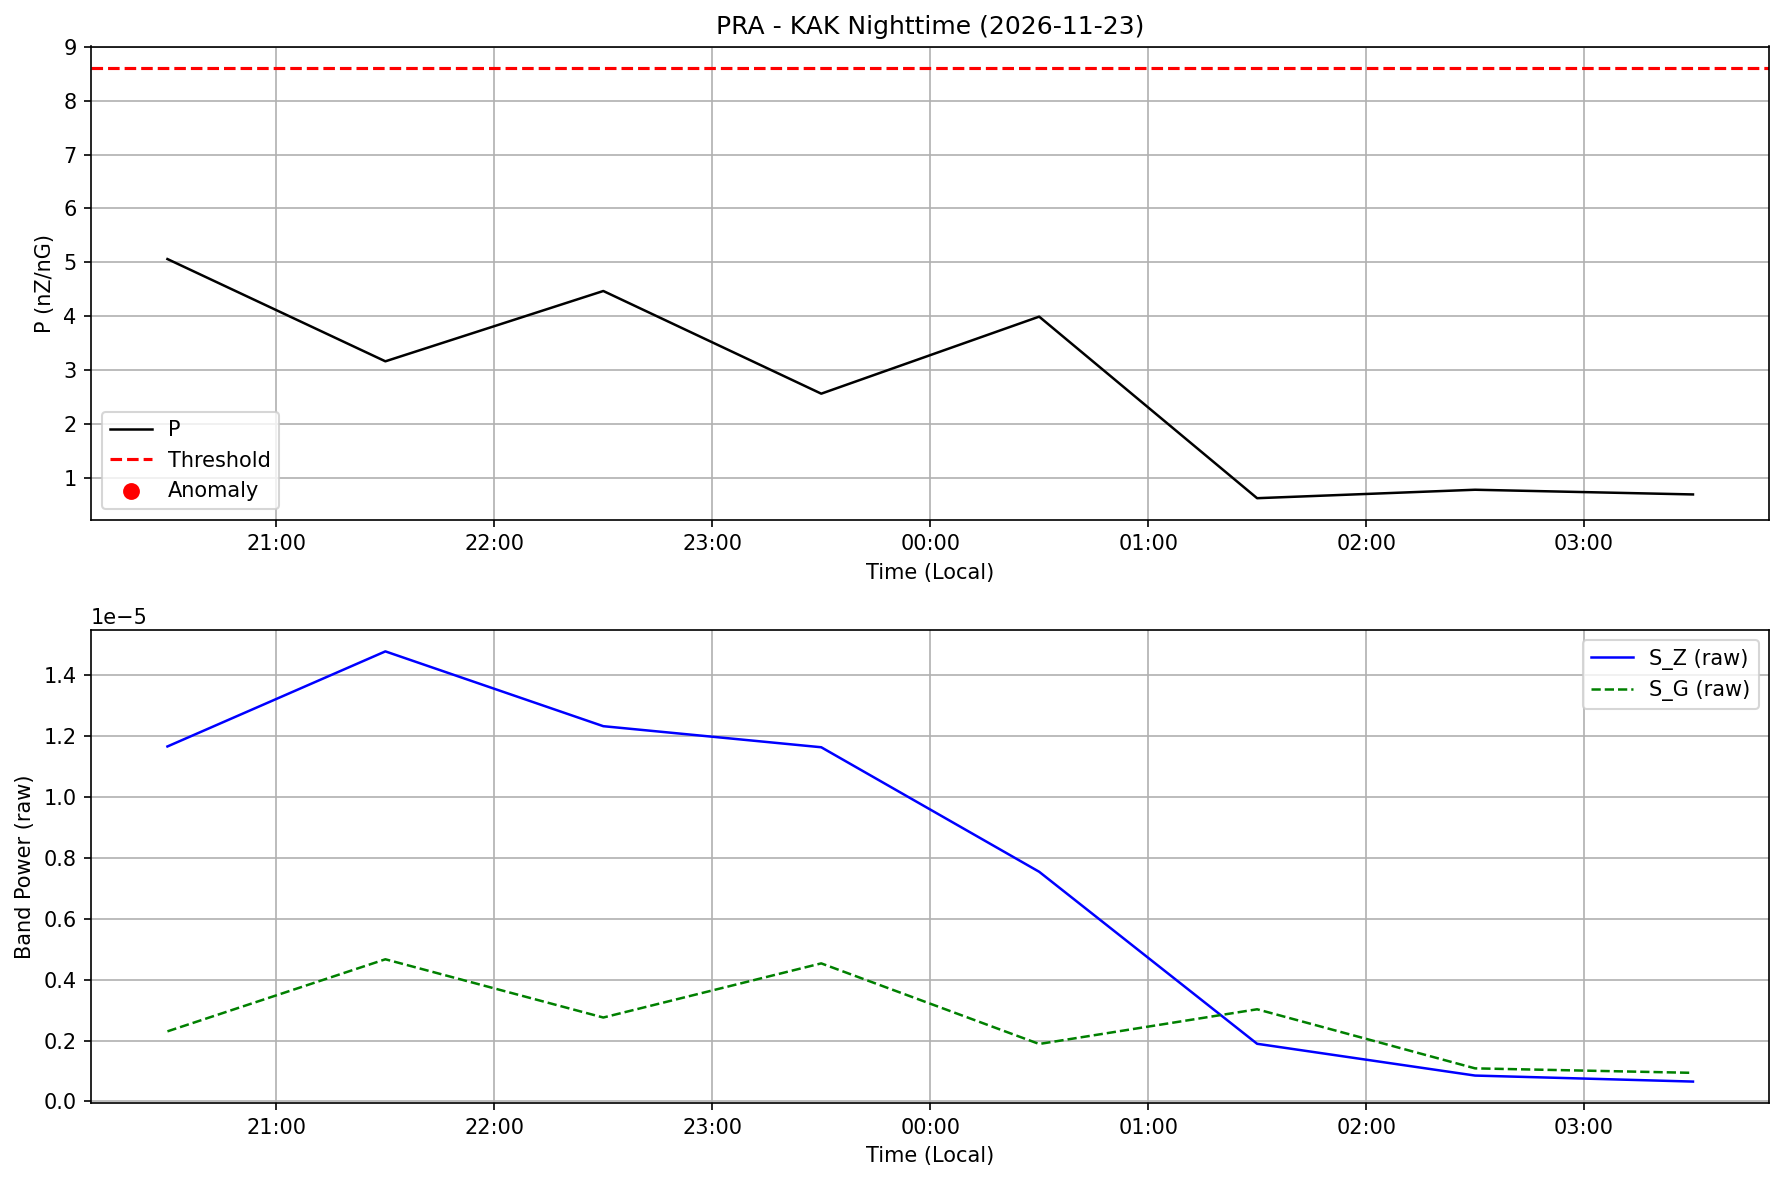 PRA - KAK Nighttime (2026-11-23)
9
8
7
6
5
4
3
2
1
P (nZ/nG)
P
Threshold
Anomaly
21:00 22:00 23:00 00:00 01:00 02:00 03:00
Time (Local)
1e−5
1.4
1.2
1.0
0.8
0.6
0.4
0.2
0.0
Band Power (raw)
S_Z (raw)
S_G (raw)
21:00 22:00 23:00 00:00 01:00 02:00 03:00
Time (Local)